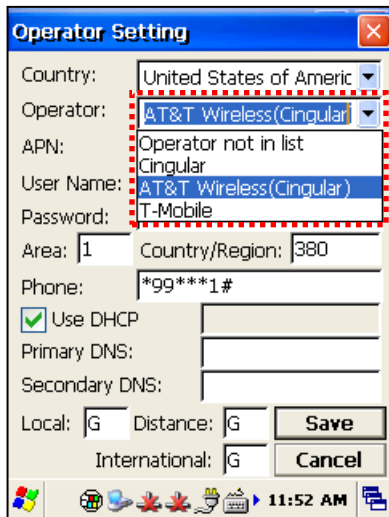 Operator Setting
Country: United States of Americ
Operator: AT&T Wireless(Cingular
APN: Operator not in list
Cingular
User Name: AT&T Wireless(Cingular)
Password: T-Mobile
Area: 1 Country/Region: 380
Phone: *99***1#
Use DHCP
Primary DNS:
Secondary DNS:
Local: G Distance: G Save
International: G Cancel
11:52 AM